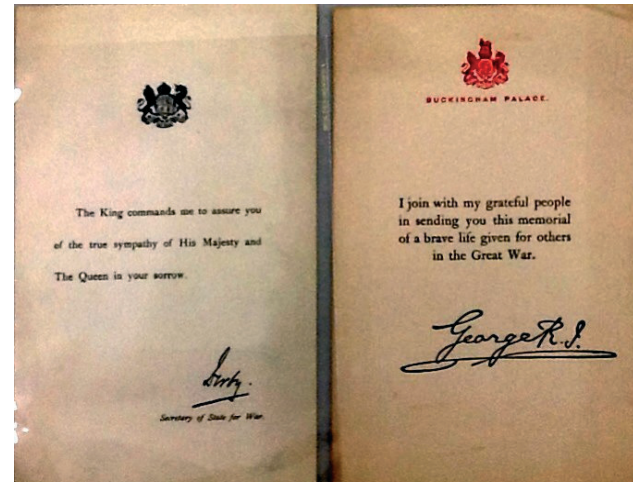 The King commands me to assure you
of the true sympathy of His Majesty and
The Queen in your sorrow.
Derby.
Secretary of State for War.
BUCKINGHAM PALACE.
I join with my grateful people
in sending you this memorial
of a brave life given for others
in the Great War.
George R.I.